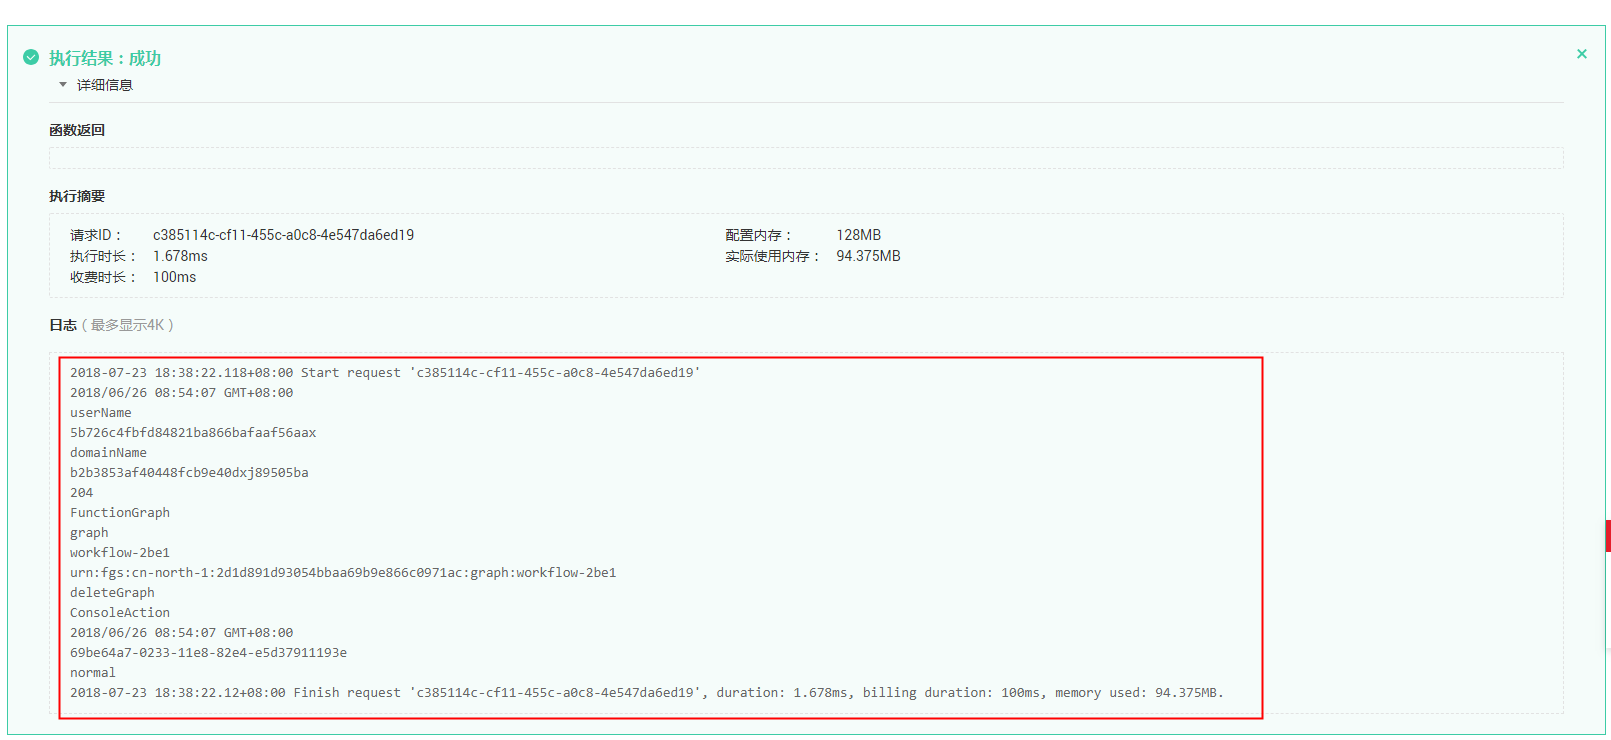 执行结果：成功
详细信息
函数返回
执行摘要
请求ID： c385114c-cf11-455c-a0c8-4e547da6ed19 配置内存： 128MB
执行时长： 1.678ms 实际使用内存： 94.375MB
收费时长： 100ms
日志（最多显示4K）
2018-07-23 18:38:22.118+08:00 Start request 'c385114c-cf11-455c-a0c8-4e547da6ed19'
2018/06/26 08:54:07 GMT+08:00
userName
5b726c4fbfd84821ba866bafaaf56aax
domainName
b2b3853af40448fcb9e40dxj89505ba
204
FunctionGraph
graph
workflow-2be1
urn:fgs:cn-north-1:2d1d891d93054bbaa69b9e866c0971ac:graph:workflow-2be1
deleteGraph
ConsoleAction
2018/06/26 08:54:07 GMT+08:00
69be64a7-0233-11e8-82e4-e5d37911193e
normal
2018-07-23 18:38:22.12+08:00 Finish request 'c385114c-cf11-455c-a0c8-4e547da6ed19', duration: 1.678ms, billing duration: 100ms, memory used: 94.375MB.